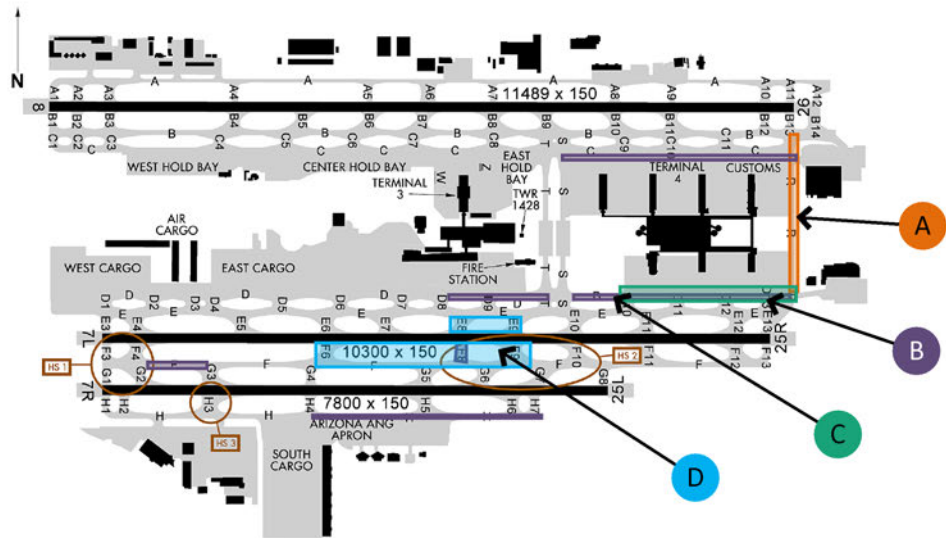 A
A1 A2 A3 A4 A5 A6 A7 A8 A9 A10 A11 A12
8 11489 x 150 26
B1 B2 B3 B4 B5 B6 B7 B8 B9 B10 B11 B12 B13 B14
B B B B
C1 C2 C3 C4 C5 C6 C7 C8 C9 C10 C11
C C C C
N
WEST HOLD BAY
CENTER HOLD BAY
EAST
HOLD
BAY
W Z
T S
TERMINAL
3
TWR
1428
TERMINAL
4
CUSTOMS
R
R
A
AIR
CARGO
WEST CARGO
EAST CARGO
FIRE
STATION
T S
D1 D2 D3 D4 D5 D6 D7 D8 D9 D10 D11
D D D D
T S
E E E E
E3 E4 E5 E6 E7 E8 E9 E10 E11 E12 E13
B
7L 10300 x 150 25R
F3 F4 F6 F8 F9 F10 F11 F12 F13
F F F F
HS 1
HS 2
G1 G2 G3 G4 G5 G6 G7 G8
7R 7800 x 150 25L
H1 H2 H3 H4 H5 H6 H7
H H H
HS 3
ARIZONA ANG
APRON
SOUTH
CARGO
C
D